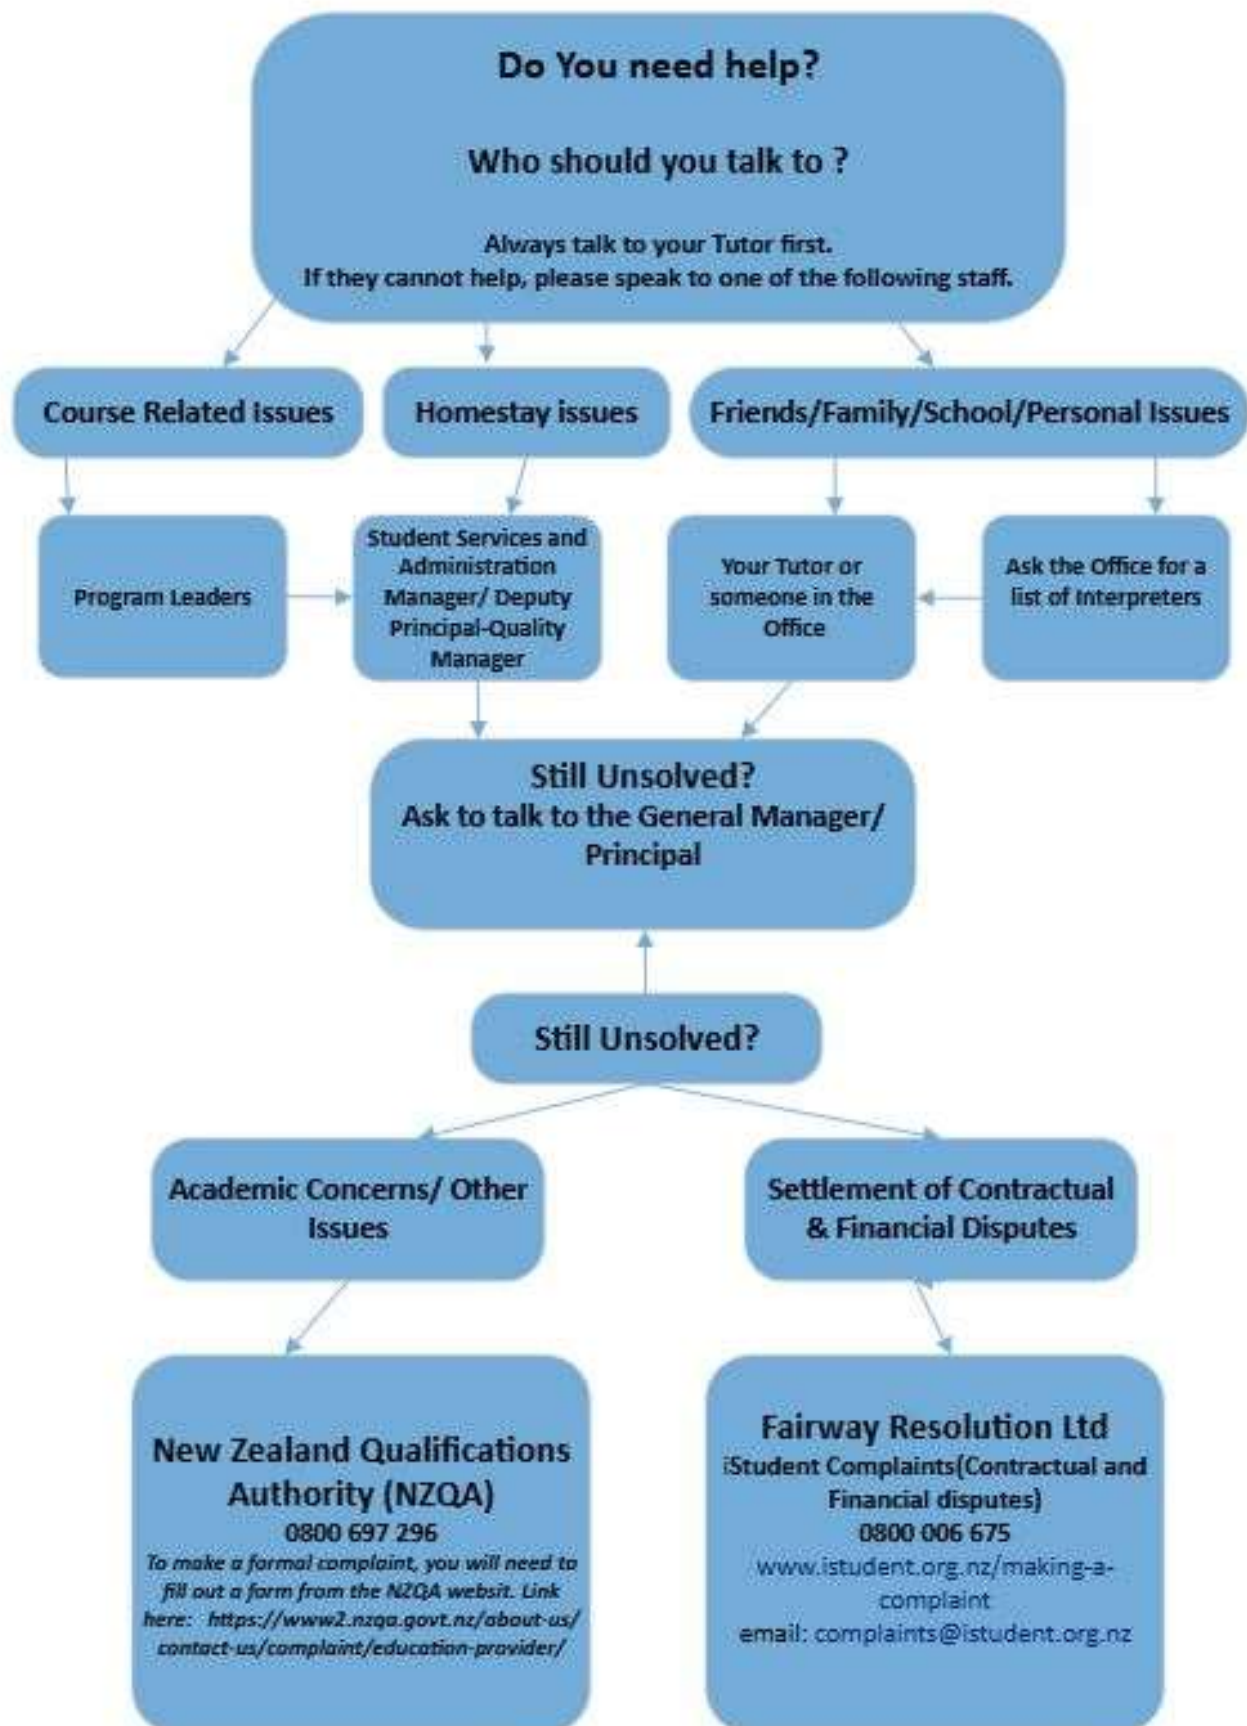 Do You need help?
Who should you talk to ?
Always talk to your Tutor first.
If they cannot help, please speak to one of the following staff.
Course Related Issues
Homestay issues
Friends/Family/School/Personal Issues
Program Leaders
Student Services and
Administration
Manager/ Deputy
Principal-Quality
Manager
Your Tutor or
someone in the
Office
Ask the Office for a
list of Interpreters
Still Unsolved?
Ask to talk to the General Manager/
Principal
Still Unsolved?
Academic Concerns/ Other
Issues
Settlement of Contractual
& Financial Disputes
New Zealand Qualifications
Authority (NZQA)
0800 697 296
To make a formal complaint, you will need to
fill out a form from the NZQA websit. Link
here: https://www2.nzqa.govt.nz/about-us/
contact-us/complaint/education-provider/
Fairway Resolution Ltd
iStudent Complaints(Contractual and
Financial disputes)
0800 006 675
www.istudent.org.nz/making-a-
complaint
email: complaints@istudent.org.nz